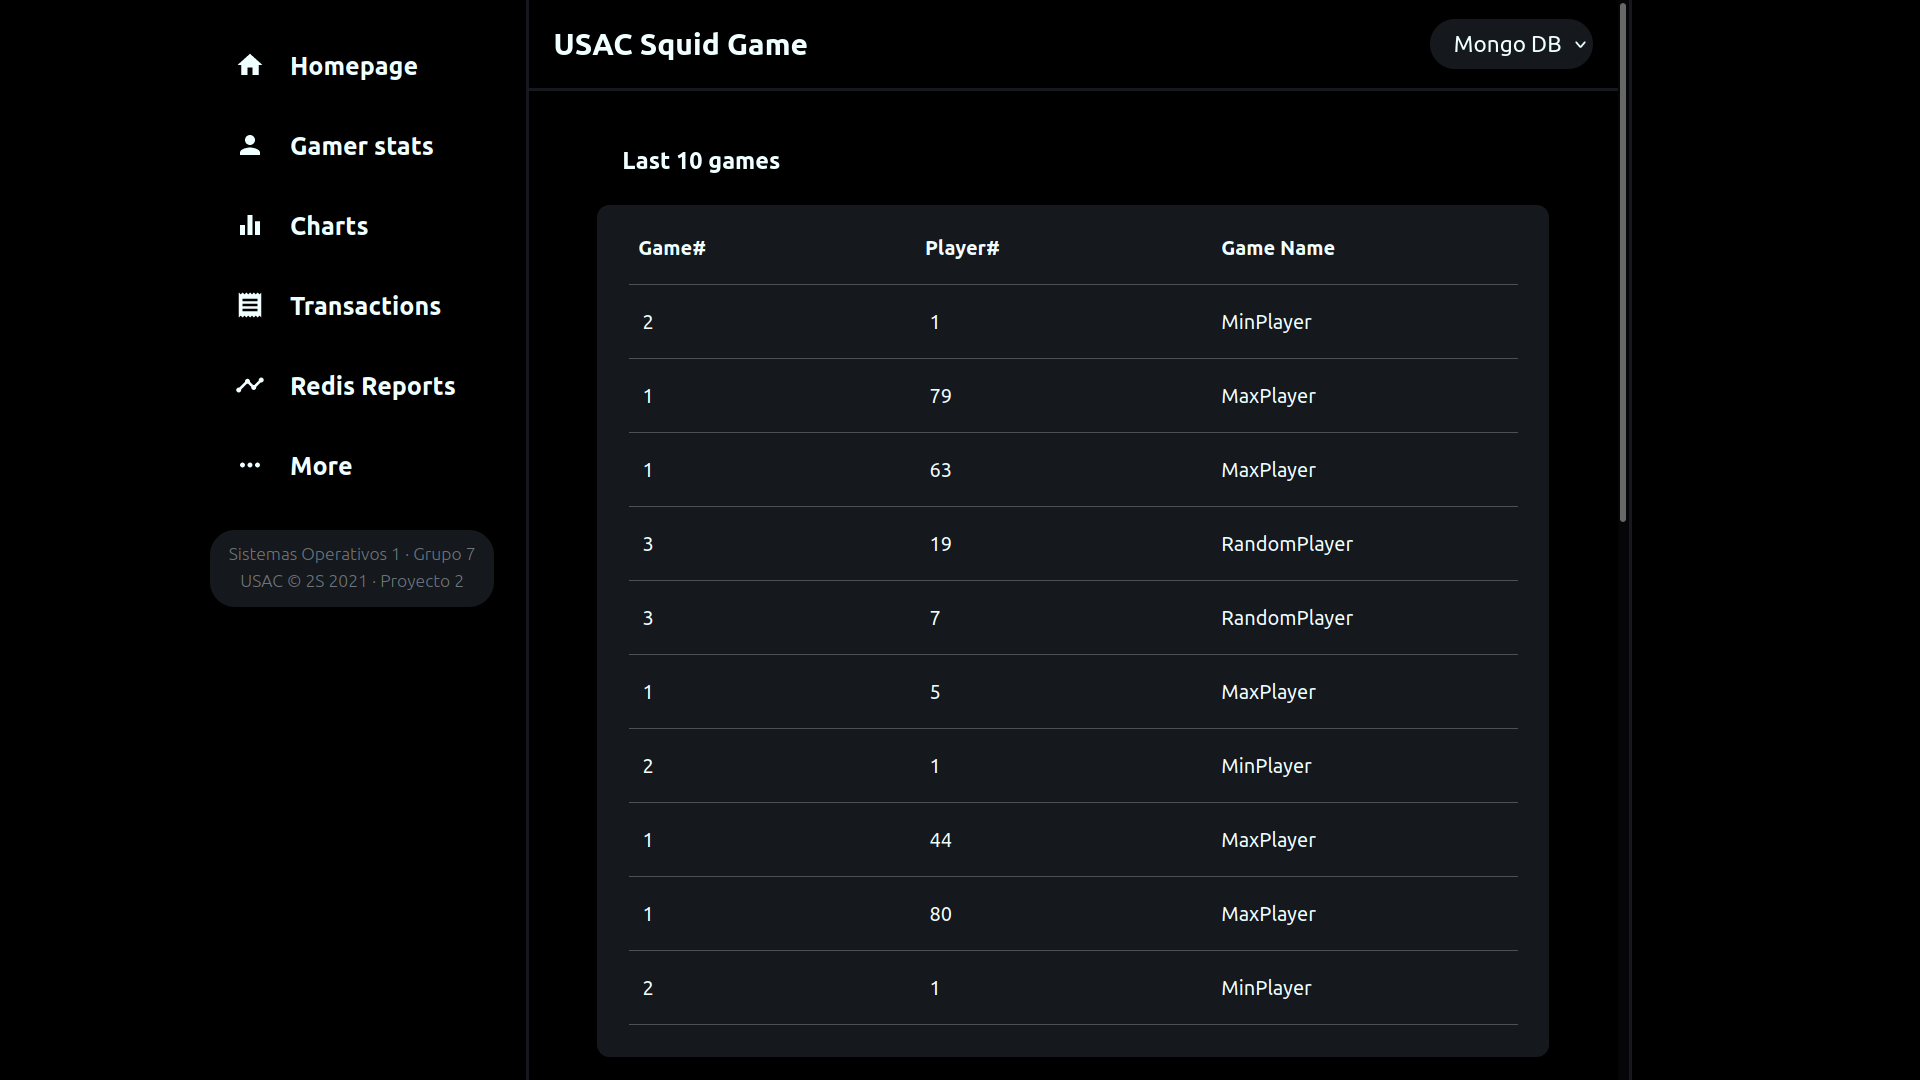 Homepage
Gamer stats
Charts
Transactions
Redis Reports
More
Sistemas Operativos 1 · Grupo 7
USAC © 2S 2021 · Proyecto 2
USAC Squid Game
Mongo DB
Last 10 games
Game# Player# Game Name
2 1 MinPlayer
1 79 MaxPlayer
1 63 MaxPlayer
3 19 RandomPlayer
3 7 RandomPlayer
1 5 MaxPlayer
2 1 MinPlayer
1 44 MaxPlayer
1 80 MaxPlayer
2 1 MinPlayer